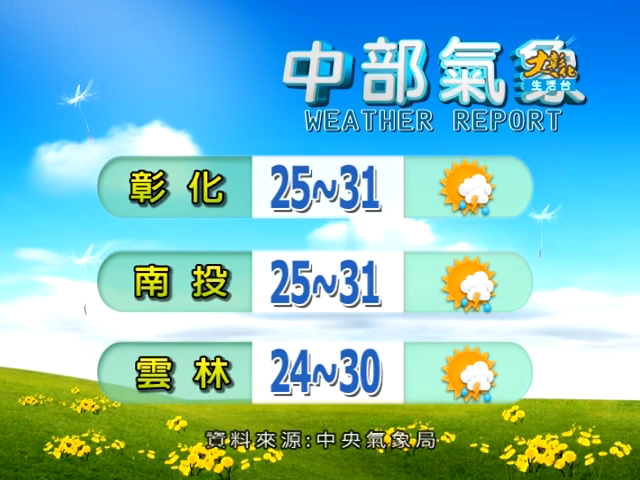 中部氣象
大彰化
生活台
WEATHER REPORT
彰化 25~31
南投 25~31
雲林 24~30
資料來源:中央氣象局